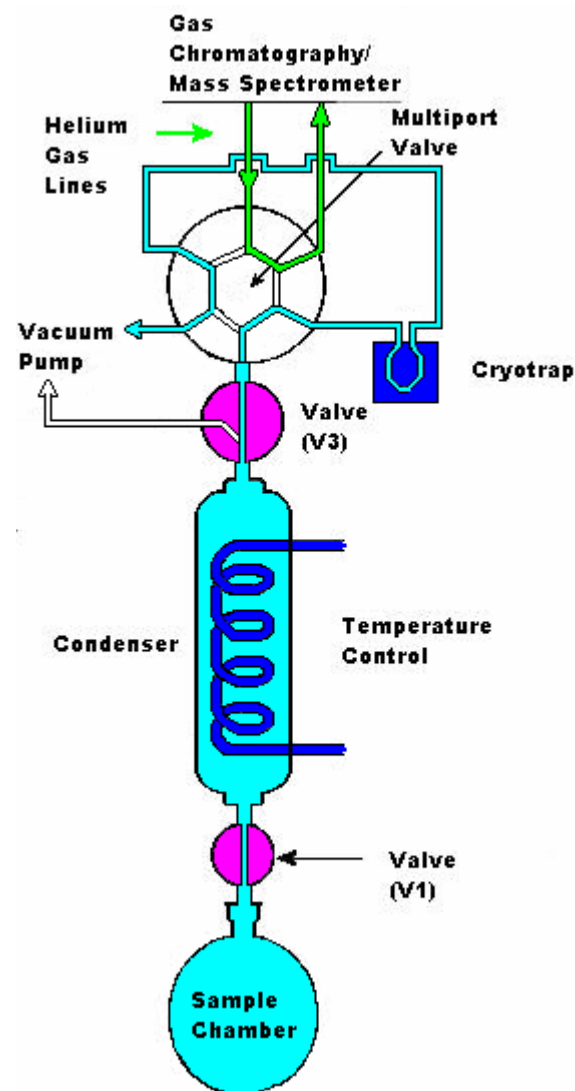 Gas
Chromatography/
Mass Spectrometer
Helium
Gas
Lines
Multiport
Valve
Vacuum
Pump
Cryotrap
Valve
(V3)
Condenser
Temperature
Control
Valve
(V1)
Sample
Chamber